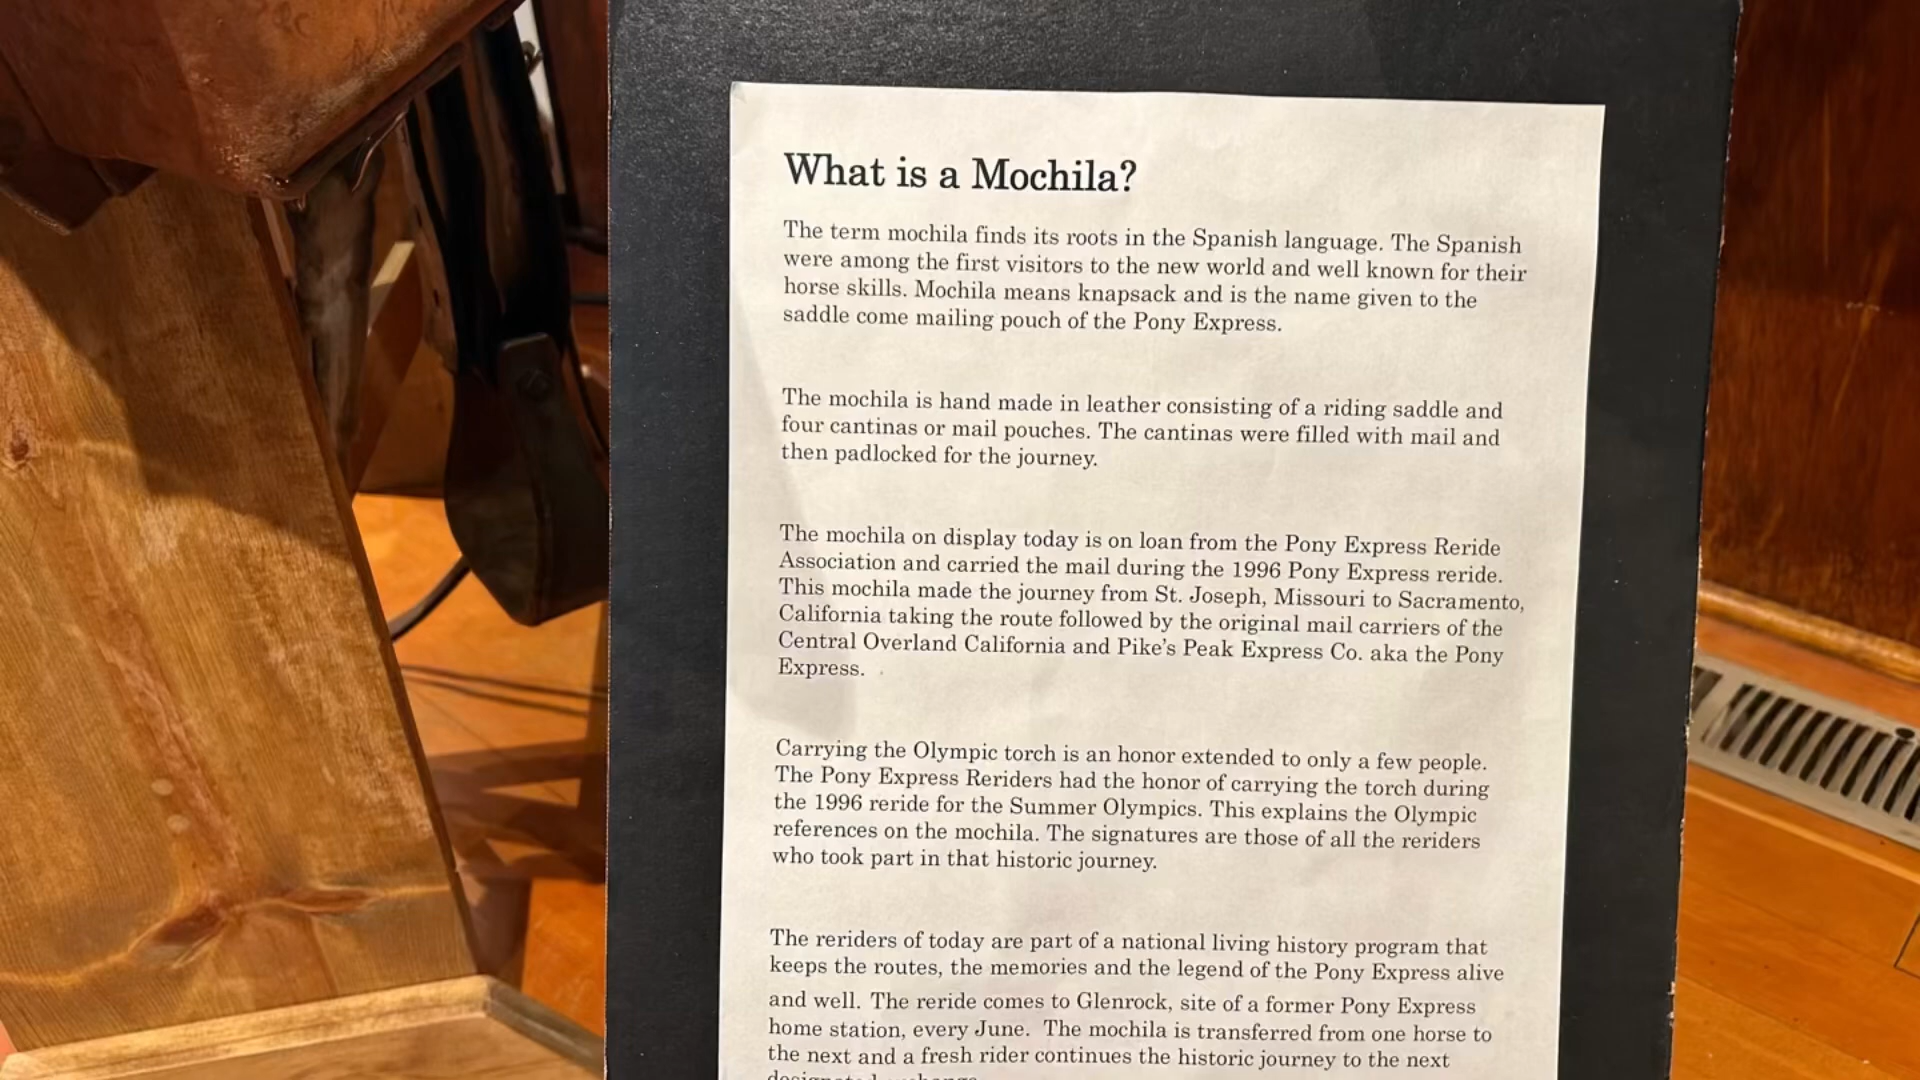 What is a Mochila?
The term mochila finds its roots in the Spanish language. The Spanish
were among the first visitors to the new world and well known for their
horse skills. Mochila means knapsack and is the name given to the
saddle come mailing pouch of the Pony Express.
The mochila is hand made in leather consisting of a riding saddle and
four cantinas or mail pouches. The cantinas were filled with mail and
then padlocked for the journey.
The mochila on display today is on loan from the Pony Express Reride
Association and carried the mail during the 1996 Pony Express reride.
This mochila made the journey from St. Joseph, Missouri to Sacramento,
California taking the route followed by the original mail carriers of the
Central Overland California and Pike's Peak Express Co. aka the Pony
Express.
Carrying the Olympic torch is an honor extended to only a few people.
The Pony Express Reriders had the honor of carrying the torch during
the 1996 reride for the Summer Olympics. This explains the Olympic
references on the mochila. The signatures are those of all the reriders
who took part in that historic journey.
The reriders of today are part of a national living history program that
keeps the routes, the memories and the legend of the Pony Express alive
and well. The reride comes to Glenrock, site of a former Pony Express
home station, every June. The mochila is transferred from one horse to
the next and a fresh rider continues the historic journey to the next